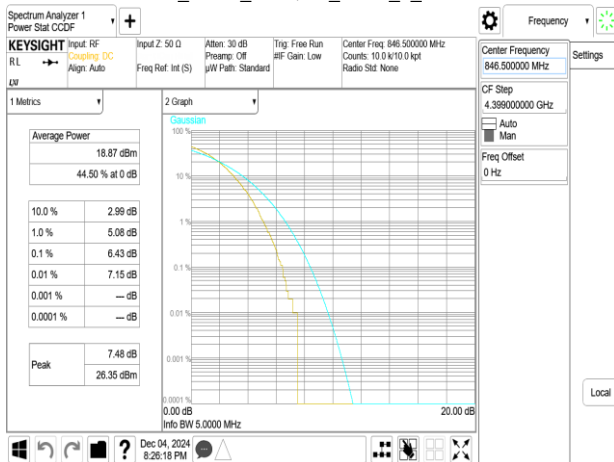 Spectrum Analyzer 1
Power Stat CCDF
Frequency
KEYSIGHT
RL
LXI
Input: RF
Coupling: DC
Align: Auto
Input Z: 50 Ω
Freq Ref: Int (S)
Atten: 30 dB
Preamp: Off
µW Path: Standard
Trig: Free Run
#IF Gain: Low
Center Freq: 846.500000 MHz
Counts: 10.0 k/10.0 kpt
Radio Std: None
Center Frequency
846.500000 MHz
Settings
CF Step
4.399000000 GHz
Auto
Man
Freq Offset
0 Hz
1 Metrics
2 Graph
Average Power
18.87 dBm
44.50 % at 0 dB
10.0 % 2.99 dB
1.0 % 5.08 dB
0.1 % 6.43 dB
0.01 % 7.15 dB
0.001 % — dB
0.0001 % — dB
Peak
7.48 dB
26.35 dBm
Gaussian
100 %
10 %
1 %
0.1 %
0.01 %
0.001 %
0.0001 %
0.00 dB 20.00 dB
Info BW 5.0000 MHz
Local
?
Dec 04, 2024
8:26:18 PM